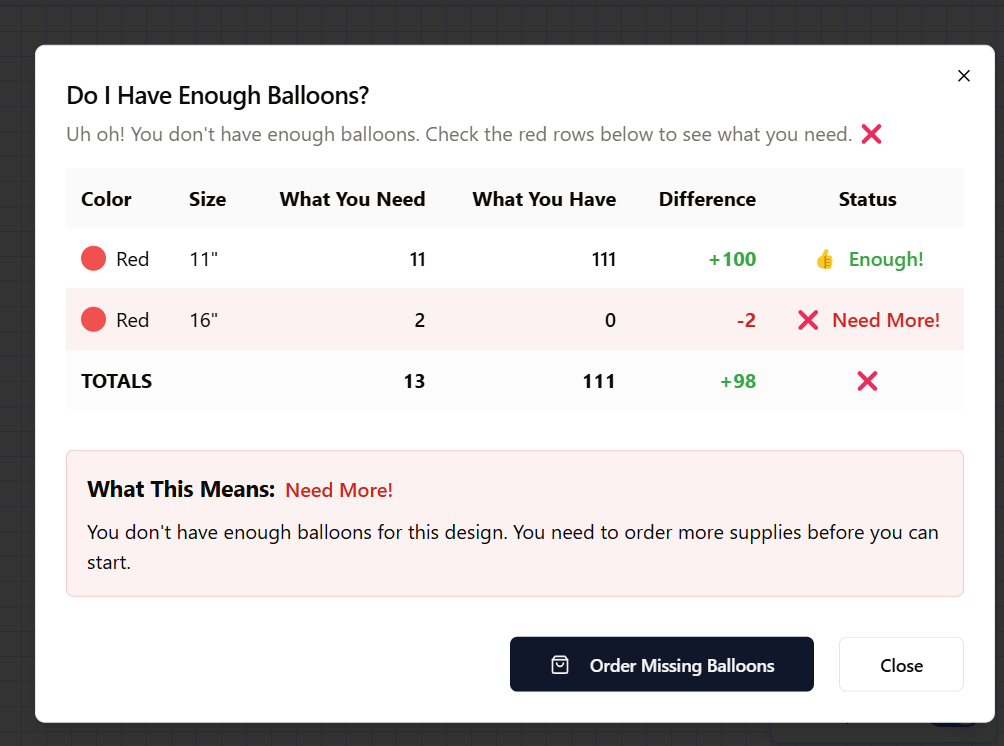 Do I Have Enough Balloons?
Uh oh! You don't have enough balloons. Check the red rows below to see what you need. ❌
Color Size What You Need What You Have Difference Status
Red 11" 11 111 +100 👍 Enough!
Red 16" 2 0 -2 ❌ Need More!
TOTALS 13 111 +98 ❌
What This Means: Need More!
You don't have enough balloons for this design. You need to order more supplies before you can
start.
Order Missing Balloons Close